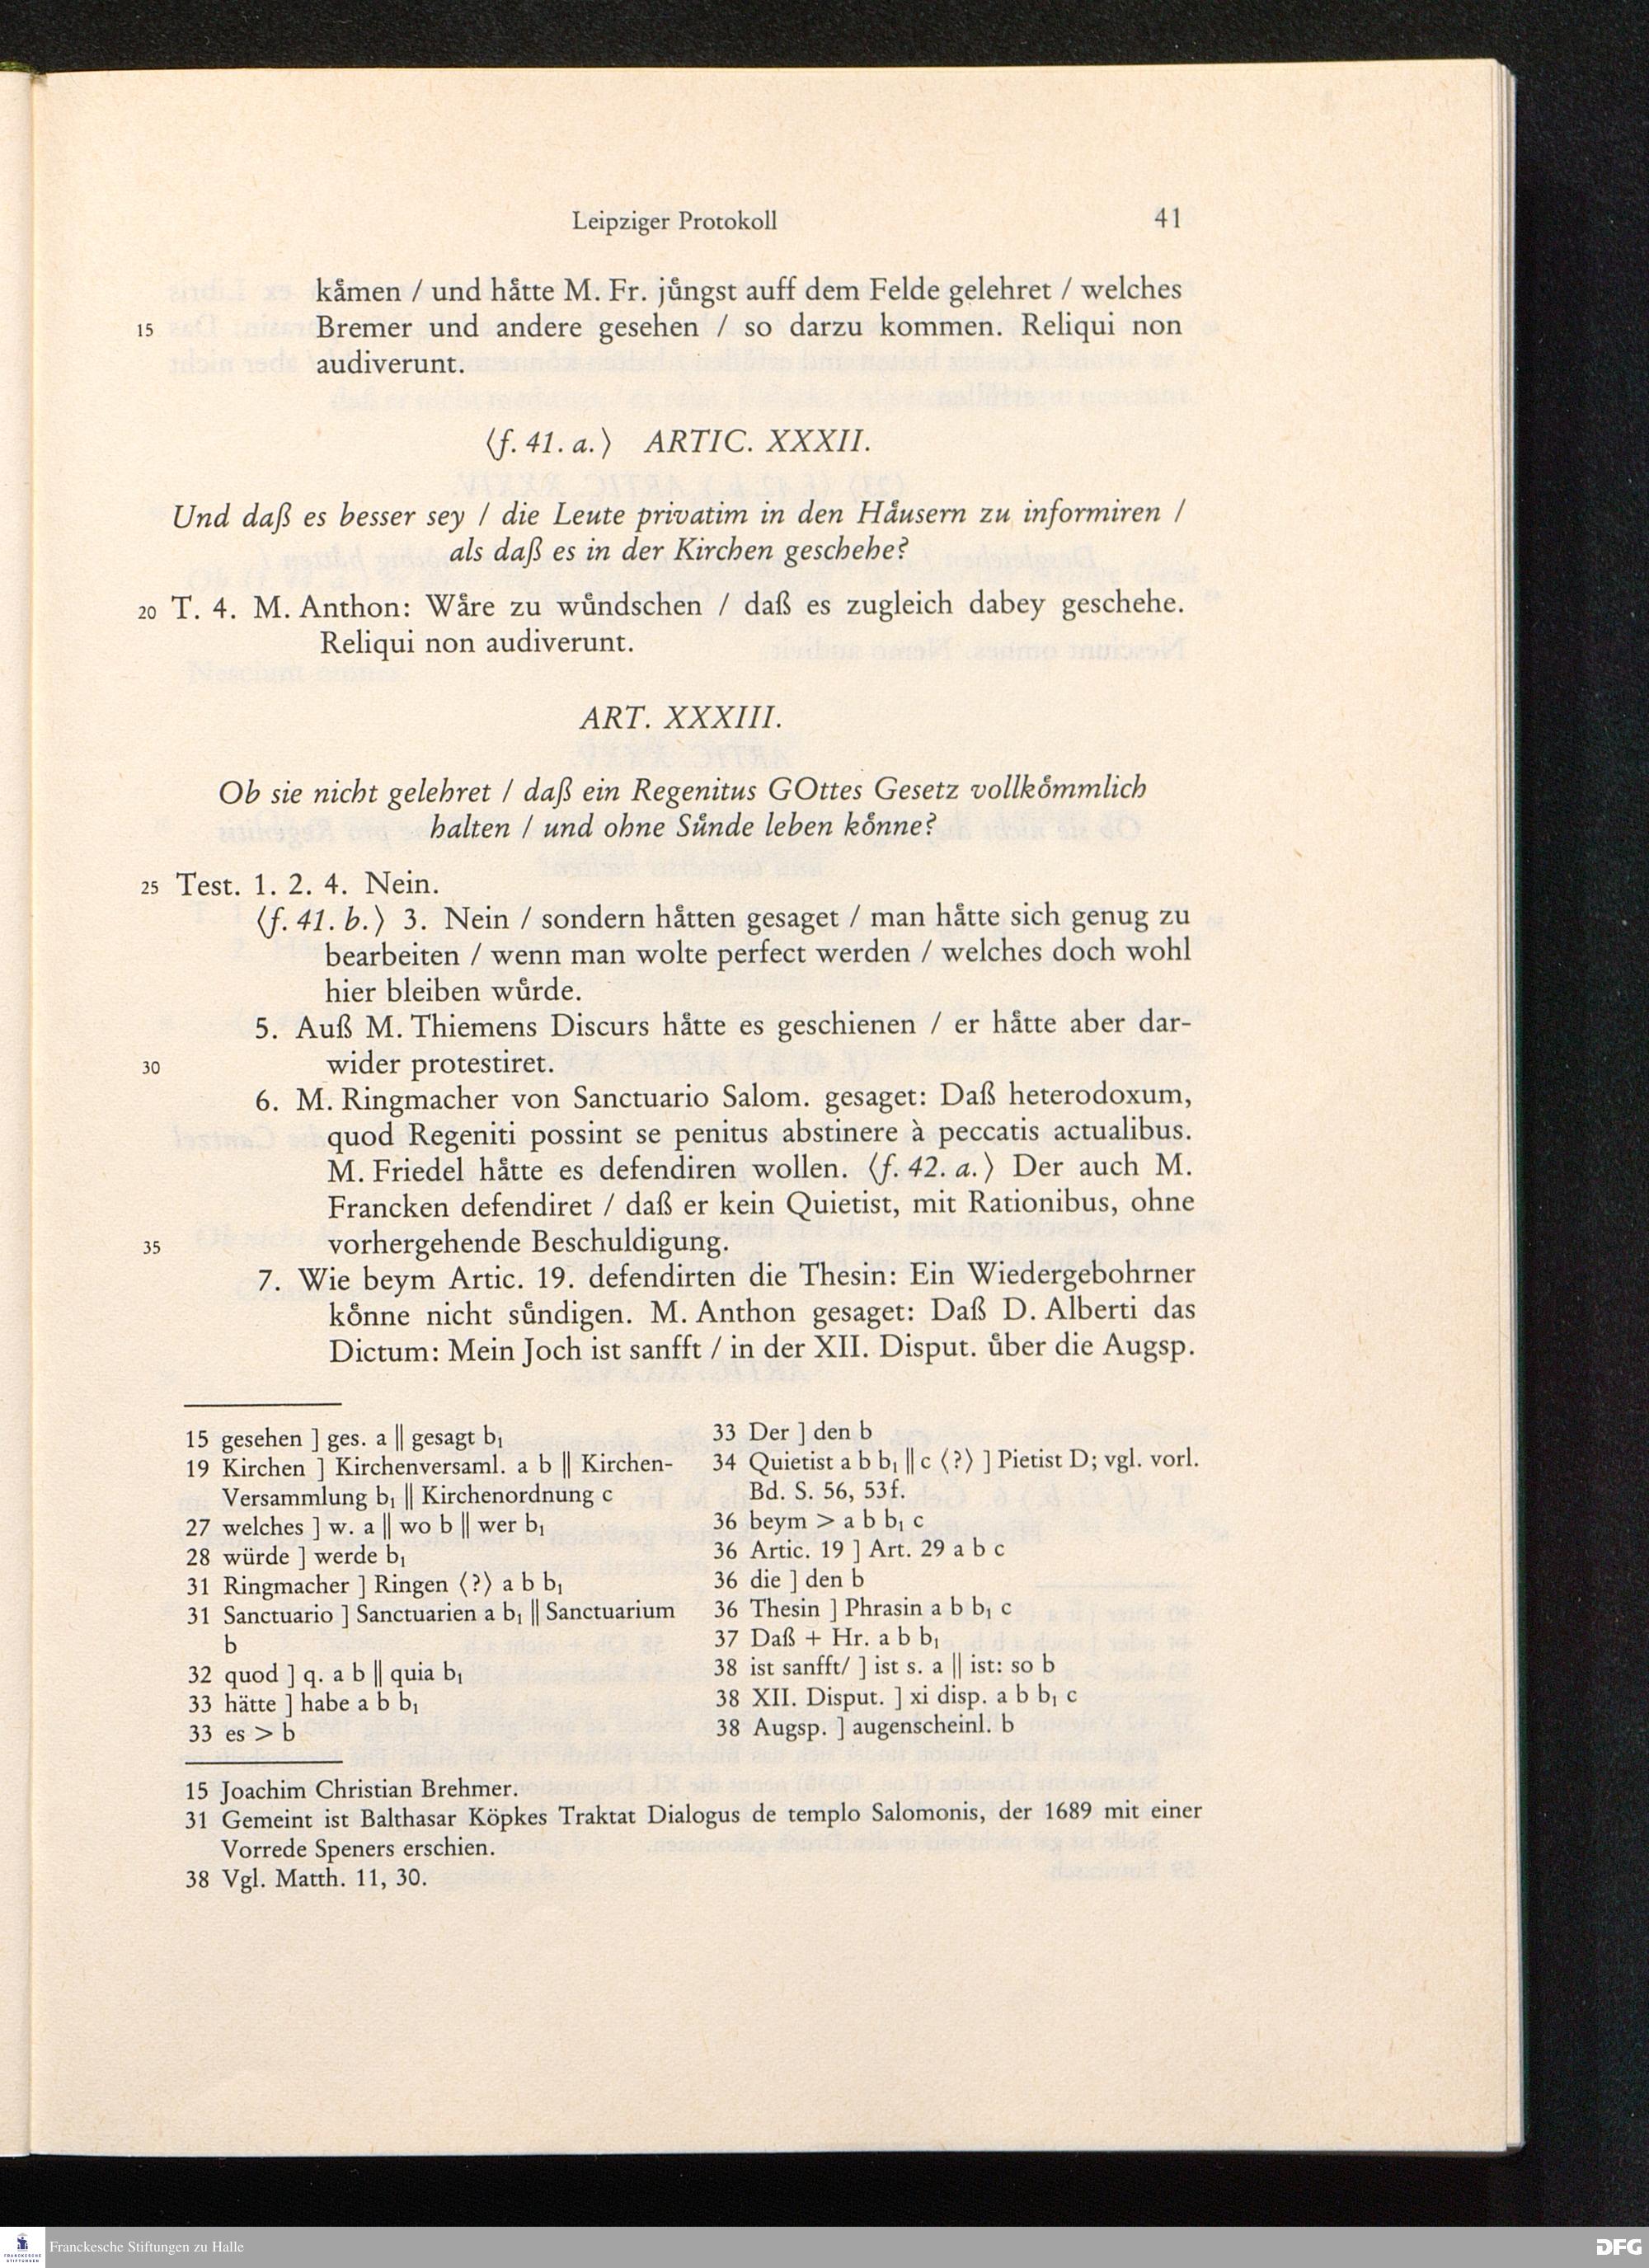 Leipziger Protokoll 41
kåmen / und håtte M. Fr. jůngst auff dem Felde gelehret / welches
15 Bremer und andere gesehen / so darzu kommen. Reliqui non
audiverunt.
⟨f. 41. a.⟩ ARTIC. XXXII.
Und daß es besser sey / die Leute privatim in den Håusern zu informiren /
als daß es in der Kirchen geschehe?
20 T. 4. M. Anthon: Wåre zu wůndschen / daß es zugleich dabey geschehe.
Reliqui non audiverunt.
ART. XXXIII.
Ob sie nicht gelehret / daß ein Regenitus GOttes Gesetz vollko̊mmlich
halten / und ohne Sůnde leben ko̊nne?
25 Test. 1. 2. 4. Nein.
⟨f. 41. b.⟩ 3. Nein / sondern håtten gesaget / man håtte sich genug zu
bearbeiten / wenn man wolte perfect werden / welches doch wohl
hier bleiben wůrde.
5. Auß M. Thiemens Discurs håtte es geschienen / er håtte aber dar-
30 wider protestiret.
6. M. Ringmacher von Sanctuario Salom. gesaget: Daß heterodoxum,
quod Regeniti possint se penitus abstinere à peccatis actualibus.
M. Friedel håtte es defendiren wollen. ⟨f. 42. a.⟩ Der auch M.
Francken defendiret / daß er kein Quietist, mit Rationibus, ohne
35 vorhergehende Beschuldigung.
7. Wie beym Artic. 19. defendirten die Thesin: Ein Wiedergebohrner
ko̊nne nicht sůndigen. M. Anthon gesaget: Daß D. Alberti das
Dictum: Mein Joch ist sanfft / in der XII. Disput. ůber die Augsp.
15 gesehen ] ges. a || gesagt b₁
19 Kirchen ] Kirchenversaml. a b || Kirchen-
Versammlung b₁ || Kirchenordnung c
27 welches ] w. a || wo b || wer b₁
28 würde ] werde b₁
31 Ringmacher ] Ringen ⟨?⟩ a b b₁
31 Sanctuario ] Sanctuarien a b₁ || Sanctuarium
b
32 quod ] q. a b || quia b₁
33 hätte ] habe a b b₁
33 es > b
33 Der ] den b
34 Quietist a b b₁ || c ⟨?⟩ ] Pietist D; vgl. vorl.
Bd. S. 56, 53f.
36 beym > a b b₁ c
36 Artic. 19 ] Art. 29 a b c
36 die ] den b
36 Thesin ] Phrasin a b b₁ c
37 Daß + Hr. a b b₁
38 ist sanfft/ ] ist s. a || ist: so b
38 XII. Disput. ] xi disp. a b b₁ c
38 Augsp. ] augenscheinl. b
15 Joachim Christian Brehmer.
31 Gemeint ist Balthasar Köpkes Traktat Dialogus de templo Salomonis, der 1689 mit einer
Vorrede Speners erschien.
38 Vgl. Matth. 11, 30.
FRANCKESCHE
STIFTUNGEN
Franckesche Stiftungen zu Halle
DFG